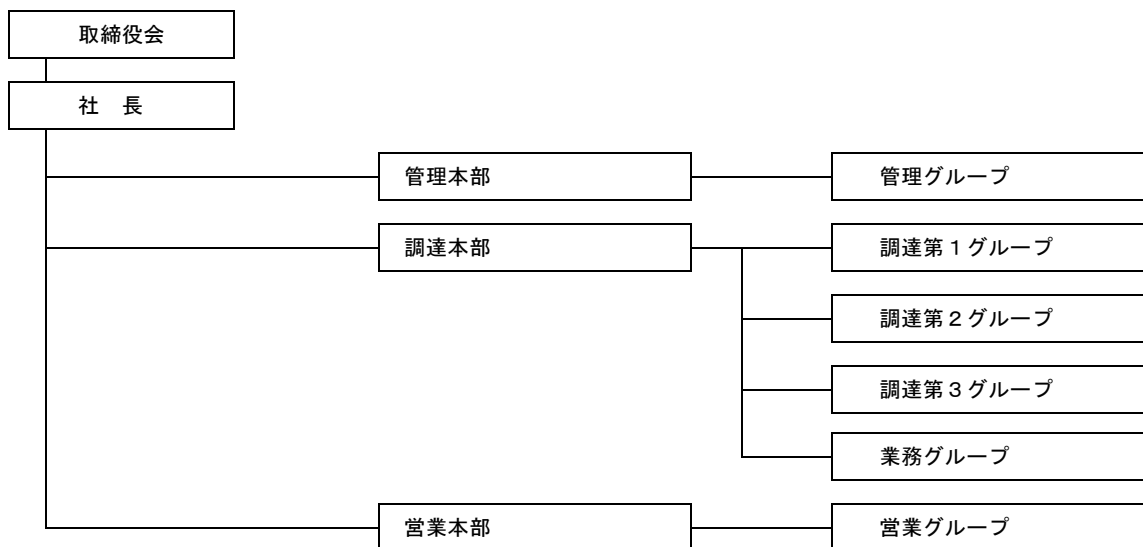 取締役会
社　長
管理本部
管理グループ
調達本部
調達第１グループ
調達第２グループ
調達第３グループ
業務グループ
営業本部
営業グループ